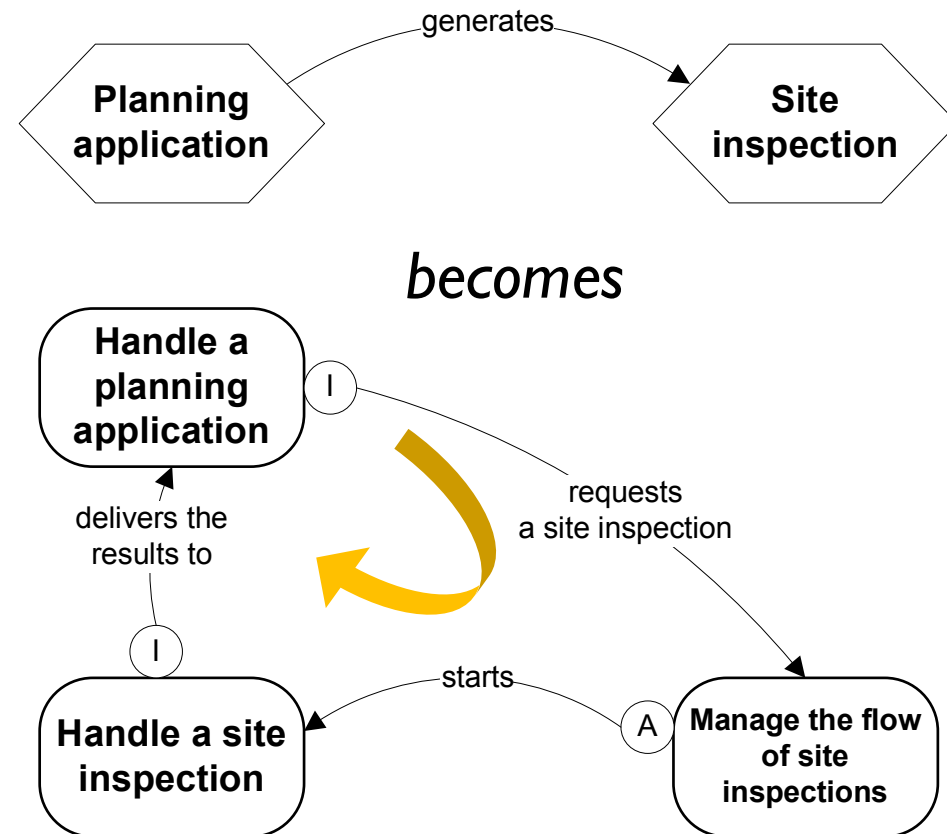 generates
Planning
application
Site
inspection
becomes
Handle a
planning
application
I
requests
a site inspection
delivers the
results to
I
starts
Handle a site
inspection
A
Manage the flow
of site
inspections